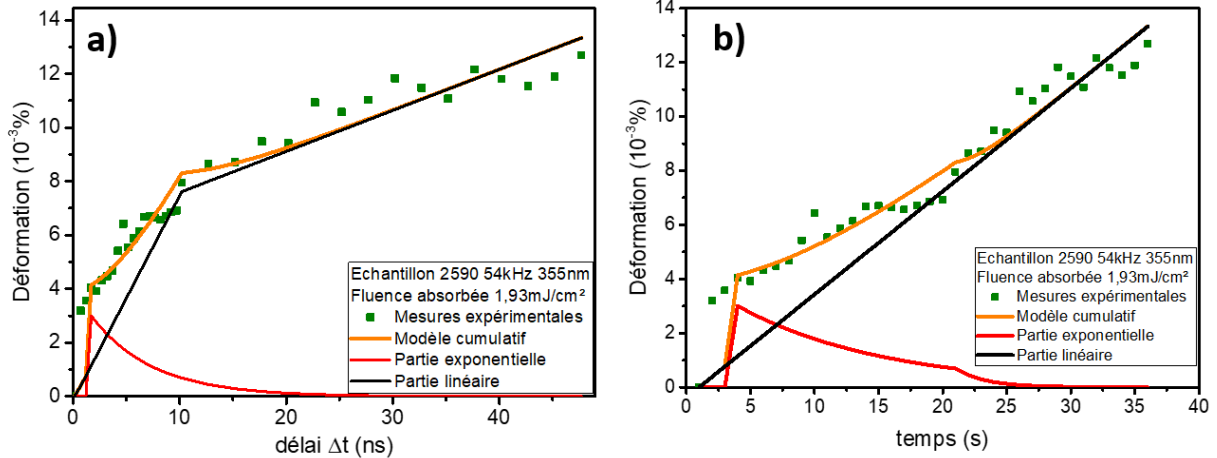 a)
Déformation (10⁻³%)
14
12
10
8
6
4
2
0
0 10 20 30 40
délai Δt (ns)
Echantillon 2590 54kHz 355nm
Fluence absorbée 1,93mJ/cm²
Mesures expérimentales
Modèle cumulatif
Partie exponentielle
Partie linéaire
b)
Déformation (10⁻³%)
14
12
10
8
6
4
2
0
0 5 10 15 20 25 30 35 40
temps (s)
Echantillon 2590 54kHz 355nm
Fluence absorbée 1,93mJ/cm²
Mesures expérimentales
Modèle cumulatif
Partie exponentielle
Partie linéaire